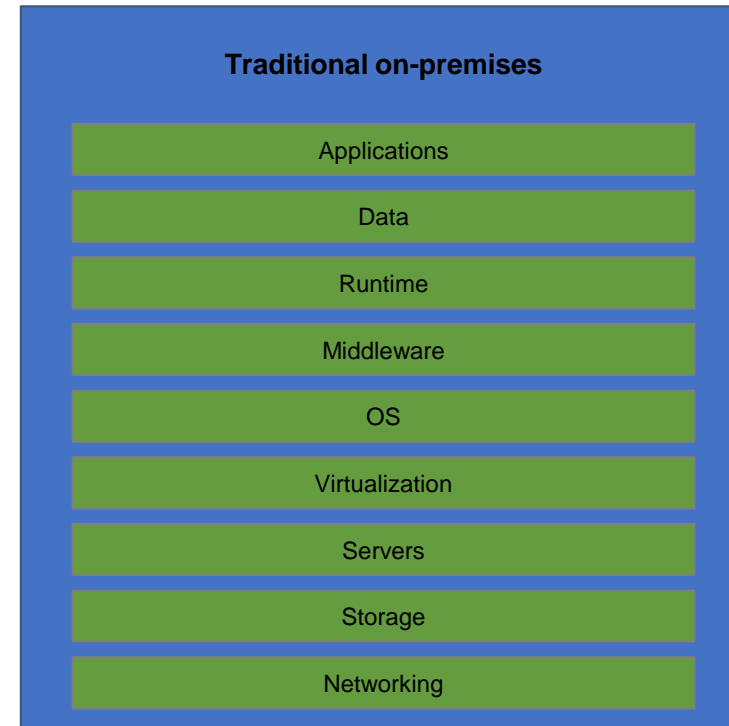 Traditional on-premises
Applications
Data
Runtime
Middleware
OS
Virtualization
Servers
Storage
Networking